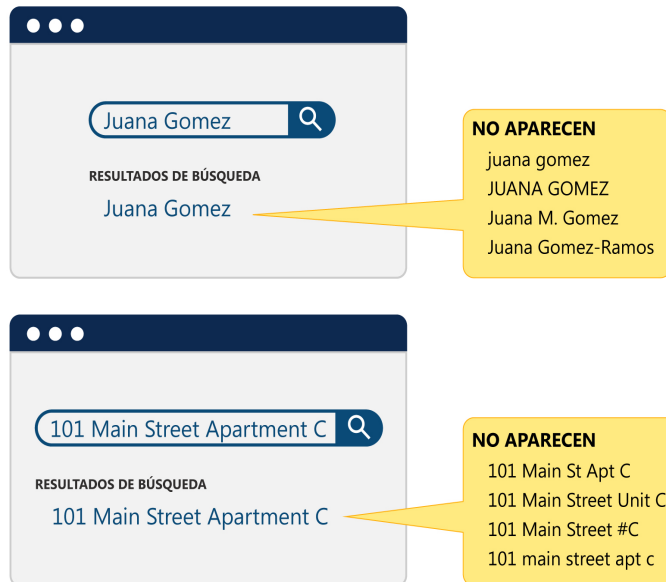 Juana Gomez
RESULTADOS DE BÚSQUEDA
Juana Gomez
NO APARECEN
juana gomez
JUANA GOMEZ
Juana M. Gomez
Juana Gomez-Ramos
101 Main Street Apartment C
RESULTADOS DE BÚSQUEDA
101 Main Street Apartment C
NO APARECEN
101 Main St Apt C
101 Main Street Unit C
101 Main Street #C
101 main street apt c